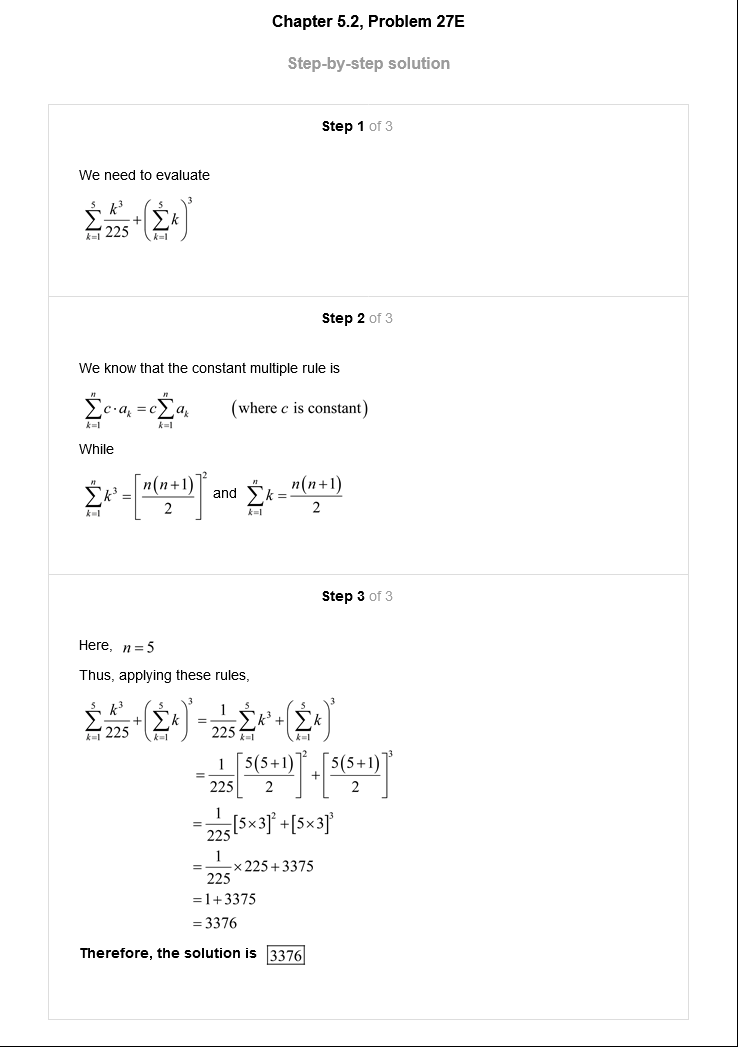 Chapter 5.2, Problem 27E
Step-by-step solution
Step 1 of 3
We need to evaluate
$\sum_{k=1}^{5} \frac{k^3}{225} + \left( \sum_{k=1}^{5} k \right)^3$
Step 2 of 3
We know that the constant multiple rule is
$\sum_{k=1}^{n} c \cdot a_k = c \sum_{k=1}^{n} a_k$ (where $c$ is constant)
While
$\sum_{k=1}^{n} k^3 = \left[ \frac{n(n+1)}{2} \right]^2$ and $\sum_{k=1}^{n} k = \frac{n(n+1)}{2}$
Step 3 of 3
Here, $n = 5$
Thus, applying these rules,
$\sum_{k=1}^{5} \frac{k^3}{225} + \left( \sum_{k=1}^{5} k \right)^3 = \frac{1}{225} \sum_{k=1}^{5} k^3 + \left( \sum_{k=1}^{5} k \right)^3$
$= \frac{1}{225} \left[ \frac{5(5+1)}{2} \right]^2 + \left[ \frac{5(5+1)}{2} \right]^3$
$= \frac{1}{225} [5 \times 3]^2 + [5 \times 3]^3$
$= \frac{1}{225} \times 225 + 3375$
$= 1 + 3375$
$= 3376$
Therefore, the solution is 3376